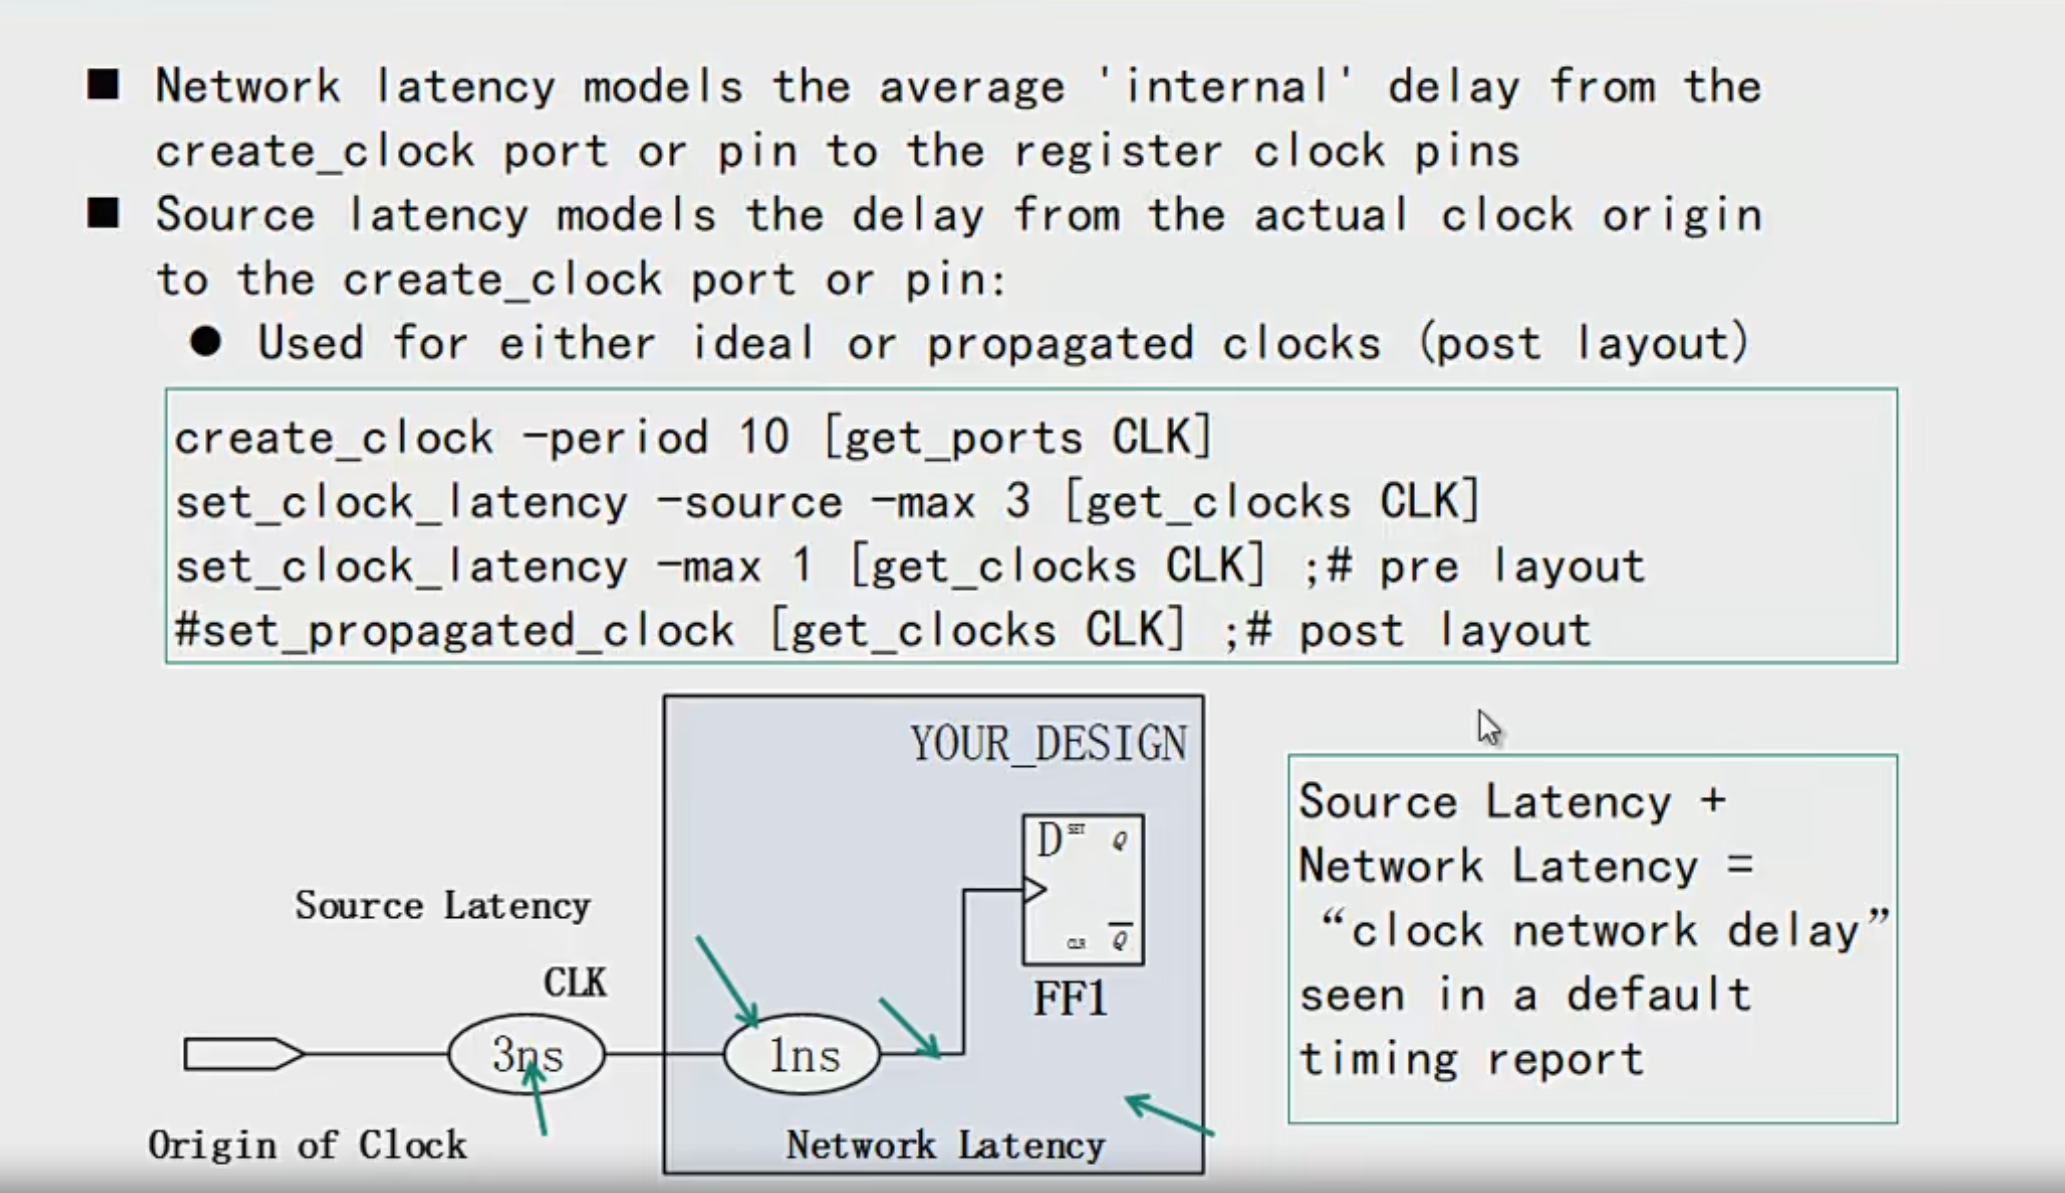 Network latency models the average 'internal' delay from the
create_clock port or pin to the register clock pins
Source latency models the delay from the actual clock origin
to the create_clock port or pin:
Used for either ideal or propagated clocks (post layout)
create_clock -period 10 [get_ports CLK]
set_clock_latency -source -max 3 [get_clocks CLK]
set_clock_latency -max 1 [get_clocks CLK] ;# pre layout
#set_propagated_clock [get_clocks CLK] ;# post layout
YOUR_DESIGN
D SET Q
CLR Q
FF1
Source Latency
CLK
3ns
1ns
Origin of Clock
Network Latency
Source Latency +
Network Latency =
“clock network delay”
seen in a default
timing report